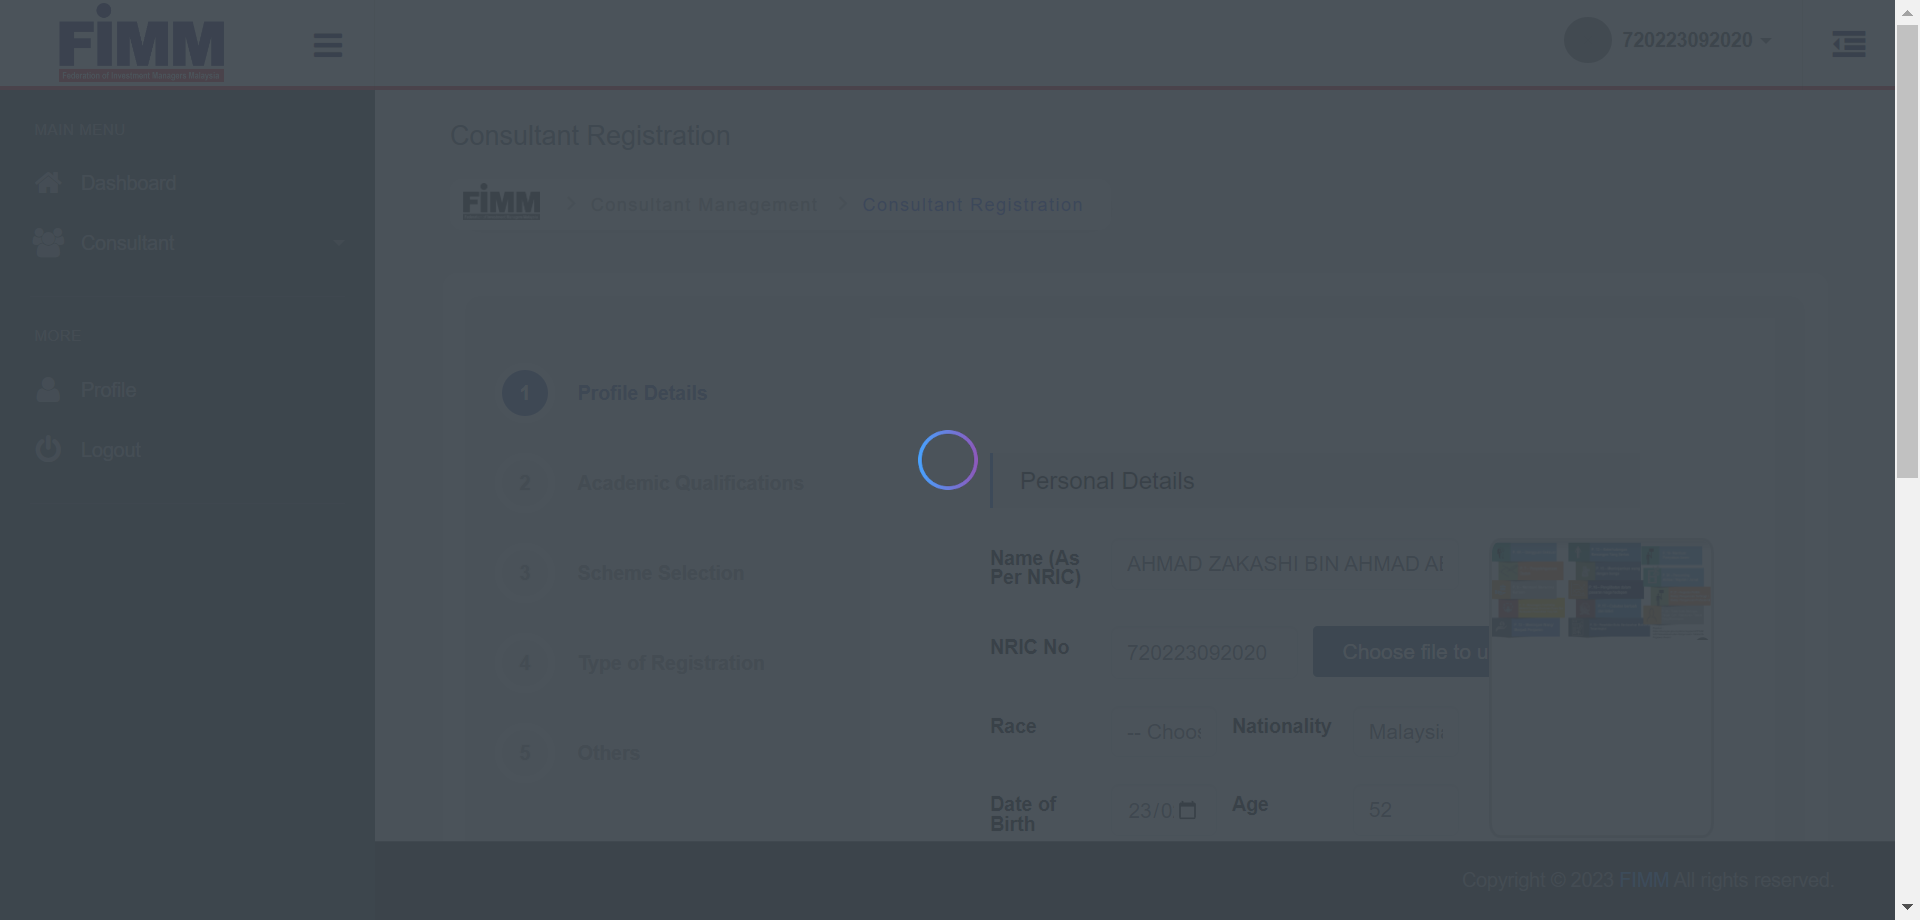 FiMM
Federation of Investment Managers Malaysia
720223092020
MAIN MENU
Dashboard
Consultant
MORE
Profile
Logout
Consultant Registration
FiMM
Consultant Management
Consultant Registration
1 Profile Details
2 Academic Qualifications
3 Scheme Selection
4 Type of Registration
5 Others
Personal Details
Name (As
Per NRIC)
AHMAD ZAKASHI BIN AHMAD AI
NRIC No
720223092020
Choose file to u
Race
-- Choos
Nationality
Malaysia
Date of
Birth
23/0
Age
52
Copyright © 2023 FIMM All rights reserved.